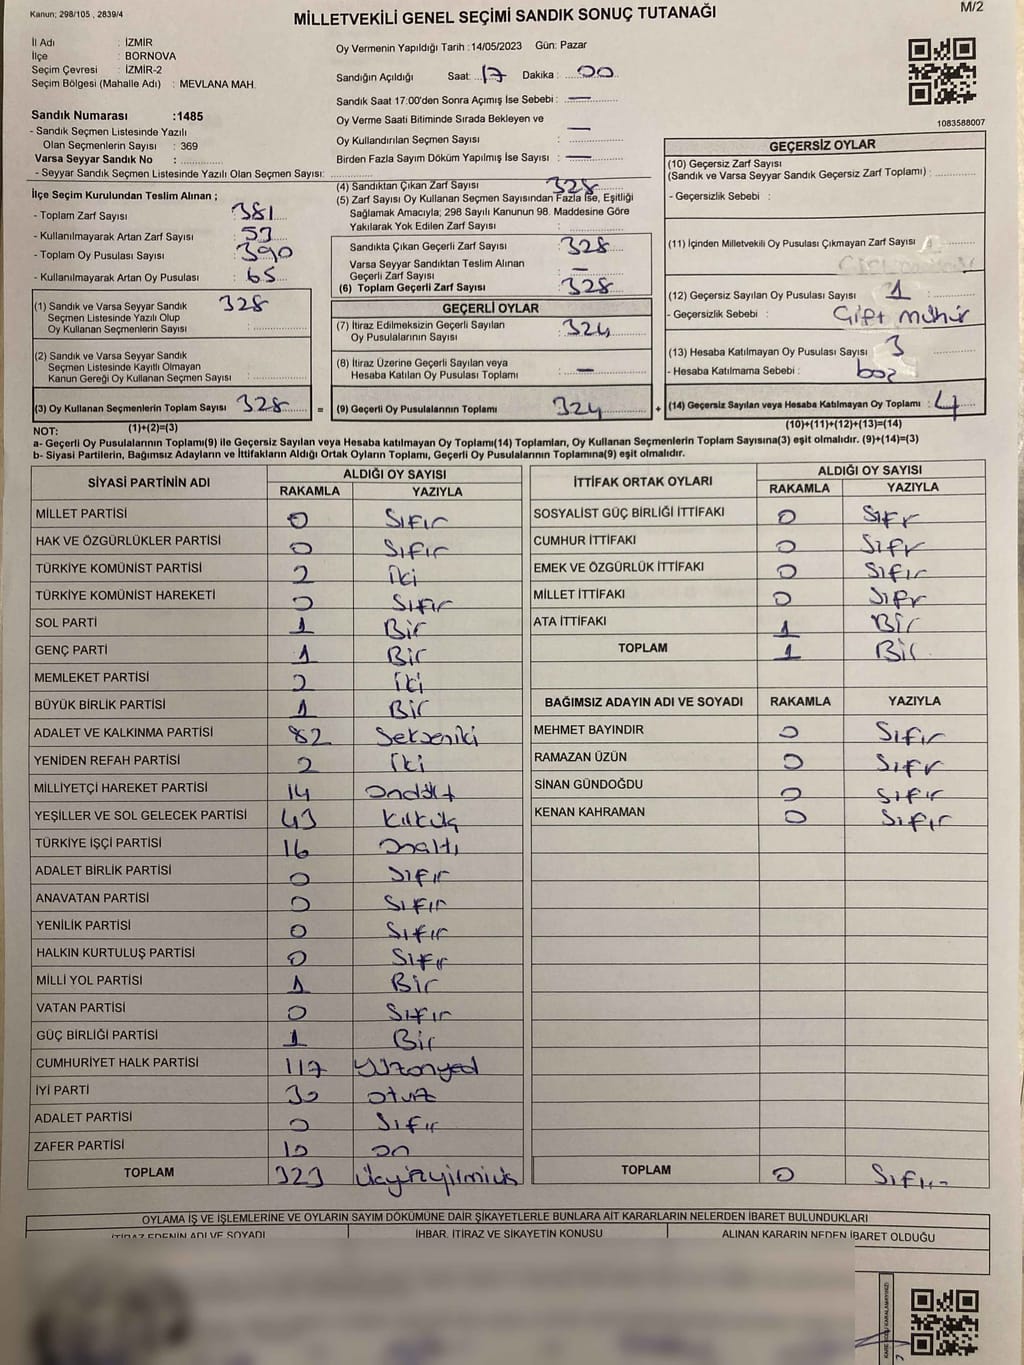 Kanun; 298/105 , 2839/4
MİLLETVEKİLİ GENEL SEÇİMİ SANDIK SONUÇ TUTANAĞI
M/2
İl Adı : İZMİR
İlçe : BORNOVA
Seçim Çevresi : İZMİR-2
Seçim Bölgesi (Mahalle Adı) : MEVLANA MAH.
Oy Vermenin Yapıldığı Tarih : 14/05/2023 Gün: Pazar
Sandığın Açıldığı Saat: 17 Dakika : 00
Sandık Saat 17:00'den Sonra Açımış İse Sebebi : —
Oy Verme Saati Bitiminde Sırada Bekleyen ve
Oy Kullandırılan Seçmen Sayısı : —
Birden Fazla Sayım Döküm Yapılmış İse Sayısı : —
1083588007
Sandık Numarası :1485
- Sandık Seçmen Listesinde Yazılı
Olan Seçmenlerin Sayısı : 369
Varsa Seyyar Sandık No :
- Seyyar Sandık Seçmen Listesinde Yazılı Olan Seçmen Sayısı:
İlçe Seçim Kurulundan Teslim Alınan ;
- Toplam Zarf Sayısı : 381
- Kullanılmayarak Artan Zarf Sayısı : 53
- Toplam Oy Pusulası Sayısı : 390
- Kullanılmayarak Artan Oy Pusulası : 65
(1) Sandık ve Varsa Seyyar Sandık
Seçmen Listesinde Yazılı Olup
Oy Kullanan Seçmenlerin Sayısı : 328
(2) Sandık ve Varsa Seyyar Sandık
Seçmen Listesinde Kayıtlı Olmayan
Kanun Gereği Oy Kullanan Seçmen Sayısı :
(3) Oy Kullanan Seçmenlerin Toplam Sayısı : 328
(1)+(2)=(3)
(4) Sandıktan Çıkan Zarf Sayısı : 328
(5) Zarf Sayısı Oy Kullanan Seçmen Sayısından Fazla İse, Eşitliği
Sağlamak Amacıyla; 298 Sayılı Kanunun 98. Maddesine Göre
Yakılarak Yok Edilen Zarf Sayısı :
Sandıkta Çıkan Geçerli Zarf Sayısı : 328
Varsa Seyyar Sandıktan Teslim Alınan
Geçerli Zarf Sayısı : —
(6) Toplam Geçerli Zarf Sayısı : 328
GEÇERLİ OYLAR
(7) İtiraz Edilmeksizin Geçerli Sayılan
Oy Pusulalarının Sayısı : 324
(8) İtiraz Üzerine Geçerli Sayılan veya
Hesaba Katılan Oy Pusulası Toplamı : —
= (9) Geçerli Oy Pusulalarının Toplamı : 324
GEÇERSİZ OYLAR
(10) Geçersiz Zarf Sayısı
(Sandık ve Varsa Seyyar Sandık Geçersiz Zarf Toplamı) :
- Geçersizlik Sebebi :
(11) İçinden Milletvekili Oy Pusulası Çıkmayan Zarf Sayısı
(12) Geçersiz Sayılan Oy Pusulası Sayısı : 1
- Geçersizlik Sebebi : Çift mühür
(13) Hesaba Katılmayan Oy Pusulası Sayısı : 3
- Hesaba Katılmama Sebebi : boş
+ (14) Geçersiz Sayılan veya Hesaba Katılmayan Oy Toplamı : 4
(10)+(11)+(12)+(13)=(14)
NOT:
a- Geçerli Oy Pusulalarının Toplamı(9) ile Geçersiz Sayılan veya Hesaba katılmayan Oy Toplamı(14) Toplamları, Oy Kullanan Seçmenlerin Toplam Sayısına(3) eşit olmalıdır. (9)+(14)=(3)
b- Siyasi Partilerin, Bağımsız Adayların ve İttifakların Aldığı Ortak Oyların Toplamı, Geçerli Oy Pusulalarının Toplamına(9) eşit olmalıdır.
SİYASİ PARTİNİN ADI ALDIĞI OY SAYISI
RAKAMLA YAZIYLA
MİLLET PARTİSİ 0 Sıfır
HAK VE ÖZGÜRLÜKLER PARTİSİ 0 Sıfır
TÜRKİYE KOMÜNİST PARTİSİ 2 İki
TÜRKİYE KOMÜNİST HAREKETİ 0 Sıfır
SOL PARTİ 1 Bir
GENÇ PARTİ 1 Bir
MEMLEKET PARTİSİ 2 İki
BÜYÜK BİRLİK PARTİSİ 1 Bir
ADALET VE KALKINMA PARTİSİ 82 Sekseniki
YENİDEN REFAH PARTİSİ 2 İki
MİLLİYETÇİ HAREKET PARTİSİ 14 Ondört
YEŞİLLER VE SOL GELECEK PARTİSİ 43 Kırküç
TÜRKİYE İŞÇİ PARTİSİ 16 Onaltı
ADALET BİRLİK PARTİSİ 0 Sıfır
ANAVATAN PARTİSİ 0 Sıfır
YENİLİK PARTİSİ 0 Sıfır
HALKIN KURTULUŞ PARTİSİ 0 Sıfır
MİLLİ YOL PARTİSİ 1 Bir
VATAN PARTİSİ 0 Sıfır
GÜÇ BİRLİĞİ PARTİSİ 1 Bir
CUMHURİYET HALK PARTİSİ 117 Yüzonyed
İYİ PARTİ 30 Otuz
ADALET PARTİSİ 0 Sıfır
ZAFER PARTİSİ 10 On
TOPLAM 323 Üçyüzyirmiüç
İTTİFAK ORTAK OYLARI ALDIĞI OY SAYISI
RAKAMLA YAZIYLA
SOSYALİST GÜÇ BİRLİĞİ İTTİFAKI 0 Sıfr
CUMHUR İTTİFAKI 0 Sıfr
EMEK VE ÖZGÜRLÜK İTTİFAKI 0 Sıfır
MİLLET İTTİFAKI 0 Sıfr
ATA İTTİFAKI 1 Bir
TOPLAM 1 Bir
BAĞIMSIZ ADAYIN ADI VE SOYADI RAKAMLA YAZIYLA
MEHMET BAYINDIR 0 Sıfır
RAMAZAN ÜZÜN 0 Sıfr
SİNAN GÜNDOĞDU 0 Sıfır
KENAN KAHRAMAN 0 Sıfır
TOPLAM 0 Sıfır
OYLAMA İŞ VE İŞLEMLERİNE VE OYLARIN SAYIM DÖKÜMÜNE DAİR ŞİKAYETLERLE BUNLARA AİT KARARLARIN NELERDEN İBARET BULUNDUKLARI
İTİRAZ EDENİN ADI VE SOYADI İHBAR, İTİRAZ VE ŞİKAYETİN KONUSU ALINAN KARARIN NEDEN İBARET OLDUĞU